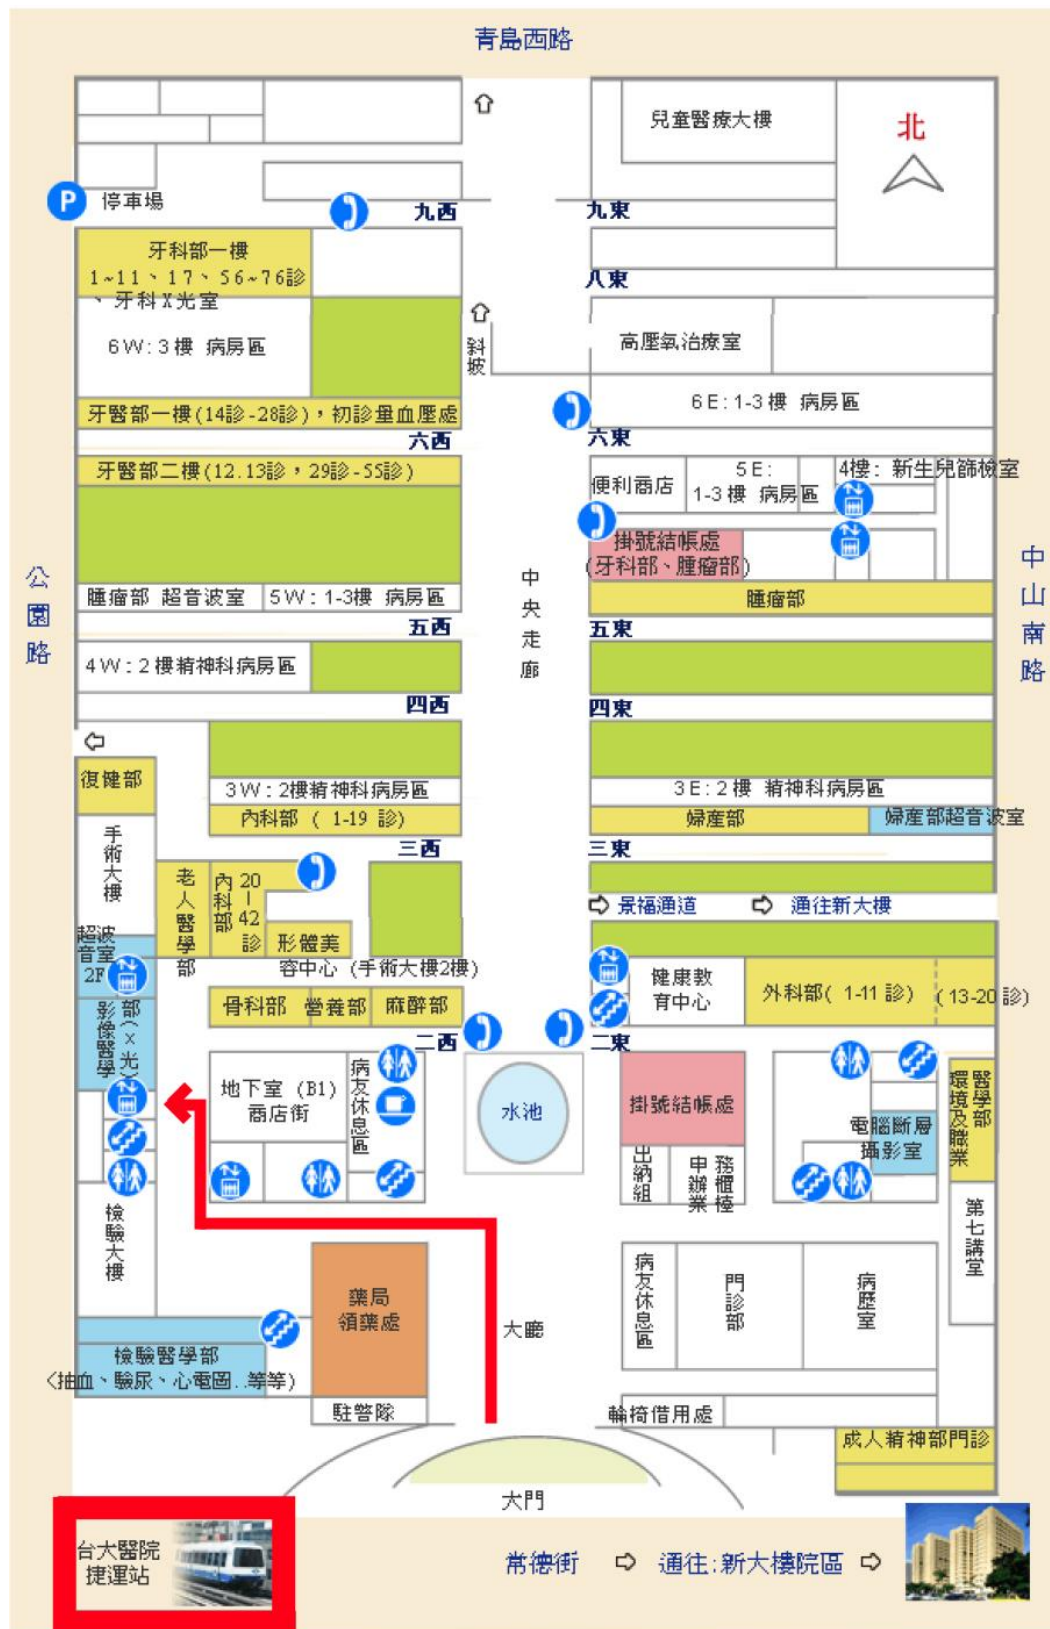 青島西路
兒童醫療大樓
北
P
停車場
九西
九東
牙科部一樓
1~11、17、56~76診
、牙科X光室
八東
6W:3樓 病房區
斜坡
高壓氧治療室
牙醫部一樓(14診-28診),初診量血壓處
6E:1-3樓 病房區
六西
六東
牙醫部二樓(12.13診,29診-55診)
便利商店
5E:
1-3樓 病房區
4樓: 新生兒篩檢室
掛號結帳處
(牙科部、腫瘤部)
公園路
中央走廊
中山南路
腫瘤部 超音波室
5W:1-3樓 病房區
腫瘤部
五西
五東
4W:2樓精神科病房區
四西
四東
復健部
3W:2樓精神科病房區
3E:2樓 精神科病房區
內科部 ( 1-19 診)
婦產部
婦產部超音波室
手術大樓
三西
三東
老人醫學部
內科部
20-42診
景福通道
通往新大樓
超波
音室
2F
形體美
容中心 (手術大樓2樓)
健康教
育中心
外科部( 1-11 診)
(13-20 診)
影像醫學
部(X光)
骨科部
營養部
麻醉部
二西
二東
地下室 (B1)
商店街
病友休息區
水池
掛號結帳處
電腦斷層
攝影室
環境及職業
醫學部
出納組
申辦業
務櫃檯
檢驗大樓
第七講堂
藥局
領藥處
大廳
病友休息區
門診部
病歷室
檢驗醫學部
(抽血、驗尿、心電圖..等等)
駐警隊
輪椅借用處
成人精神部門診
大門
台大醫院
捷運站
常德街
通往:新大樓院區